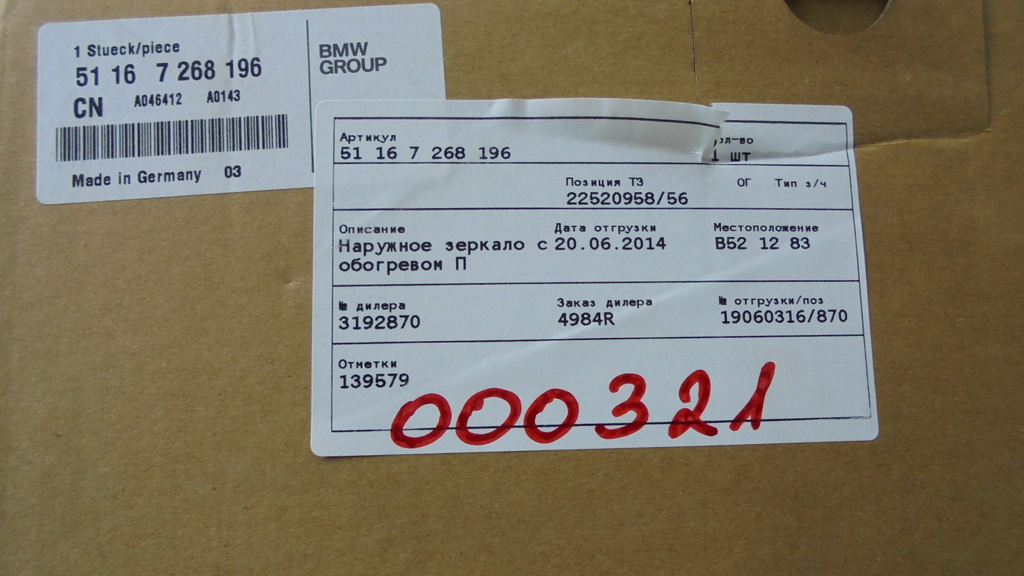 1 Stueck/piece
51 16 7 268 196
CN A046412 A0143
Made in Germany 03
BMW
GROUP
Артикул
51 16 7 268 196
1 шт
Позиция ТЗ ОГ Тип з/ч
22520958/56
Описание Дата отгрузки Местоположение
Наружное зеркало с 20.06.2014 B52 12 83
обогревом П
№ дилера Заказ дилера № отгрузки/поз
3192870 4984R 19060316/870
Отметки
139579
000321